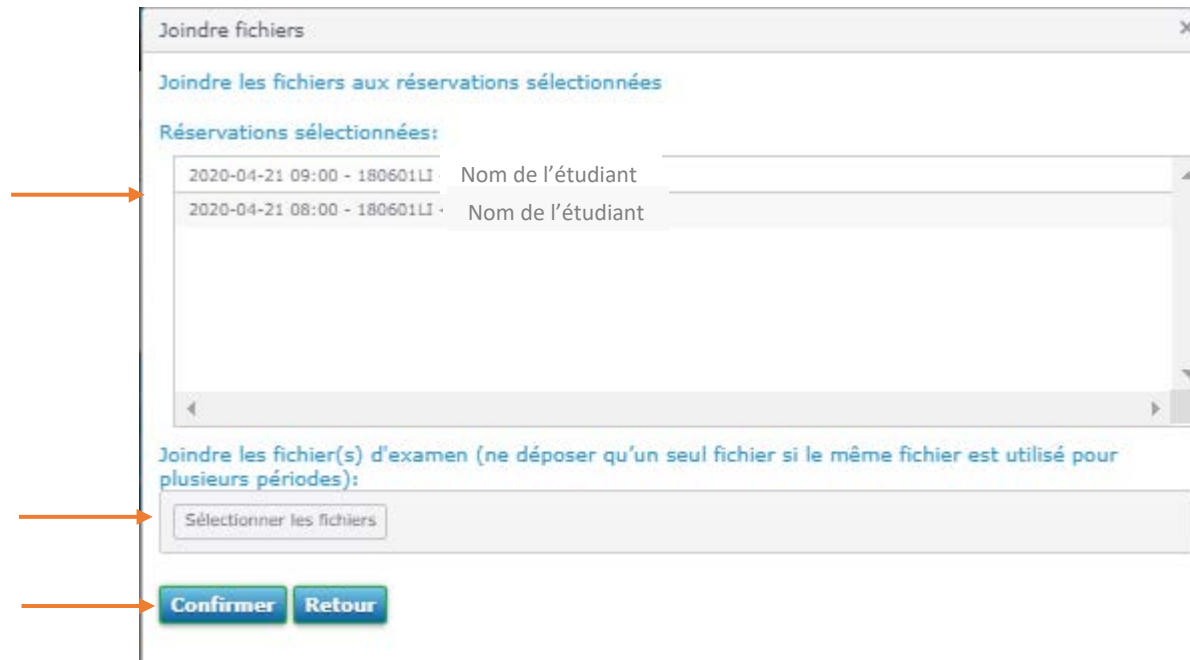 Joindre fichiers
Joindre les fichiers aux réservations sélectionnées
Réservations sélectionnées:
2020-04-21 09:00 - 180601LI - Nom de l'étudiant
2020-04-21 08:00 - 180601LI - Nom de l'étudiant
Joindre les fichier(s) d'examen (ne déposer qu'un seul fichier si le même fichier est utilisé pour
plusieurs périodes):
Sélectionner les fichiers
Confirmer Retour